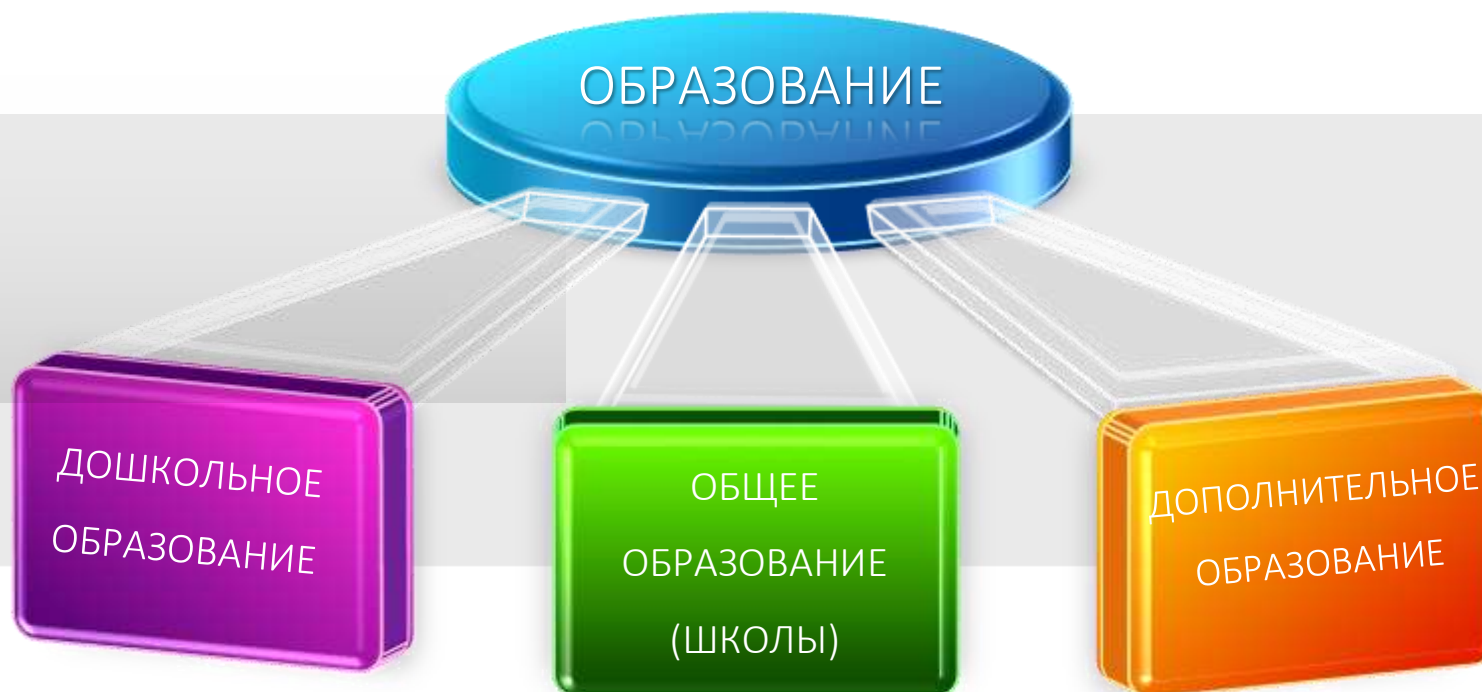 ОБРАЗОВАНИЕ
ДОШКОЛЬНОЕ
ОБРАЗОВАНИЕ
ОБЩЕЕ
ОБРАЗОВАНИЕ
(ШКОЛЫ)
ДОПОЛНИТЕЛЬНОЕ
ОБРАЗОВАНИЕ